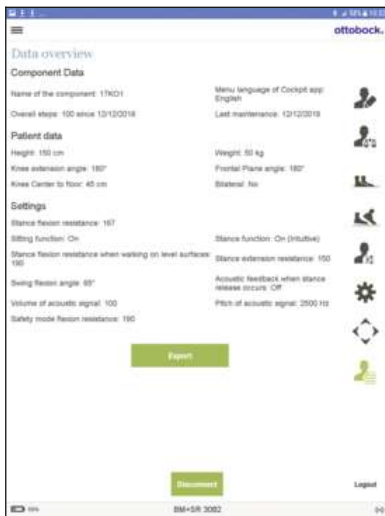 ottobock.
Data overview
Component Data
Name of the component: 17KO1
Menu language of Cockpit app:
English
Overall steps: 100 since 12/12/2019
Last maintenance: 12/12/2019
Patient data
Height: 150 cm
Weight: 50 kg
Knee extension angle: 180°
Frontal Plane angle: 180°
Knee Center to floor: 45 cm
Bilateral: No
Settings
Stance flexion resistance: 167
Sitting function: On
Stance function: On (Intuitive)
Stance flexion resistance when walking on level surfaces:
190
Stance extension resistance: 150
Swing flexion angle: 65°
Acoustic feedback when stance
release occurs: Off
Volume of acoustic signal: 100
Pitch of acoustic signal: 2500 Hz
Safety mode flexion resistance: 190
Export
Disconnect
Logout
BM+SR 3082